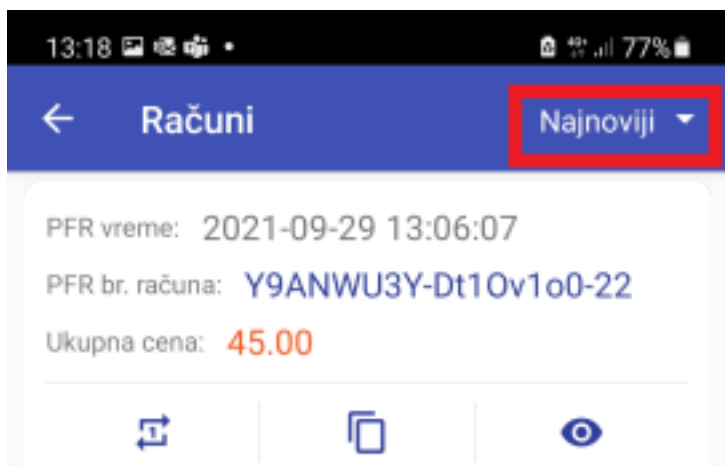 13:18 77%
Računi Najnoviji
PFR vreme: 2021-09-29 13:06:07
PFR br. računa: Y9ANWU3Y-Dt1Ov1o0-22
Ukupna cena: 45.00
1